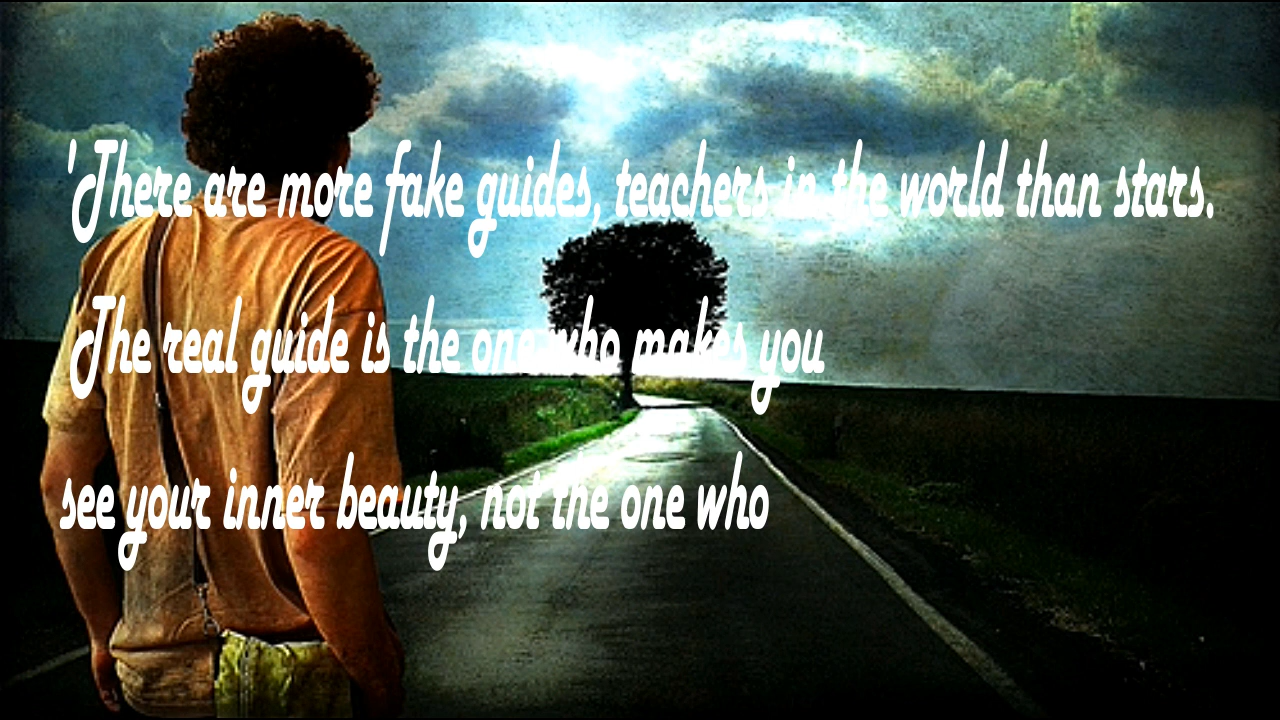 'There are more fake guides, teachers in the world than stars.
The real guide is the one who makes you
see your inner beauty, not the one who